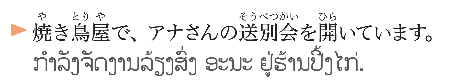 ▶焼き鳥屋で、アナさんの送別会を開いています。
ກຳລັງຈັດງານລ້ຽງສົ່ງ ອະນະ ຢູ່ຮ້ານປີ້ງໄກ່.